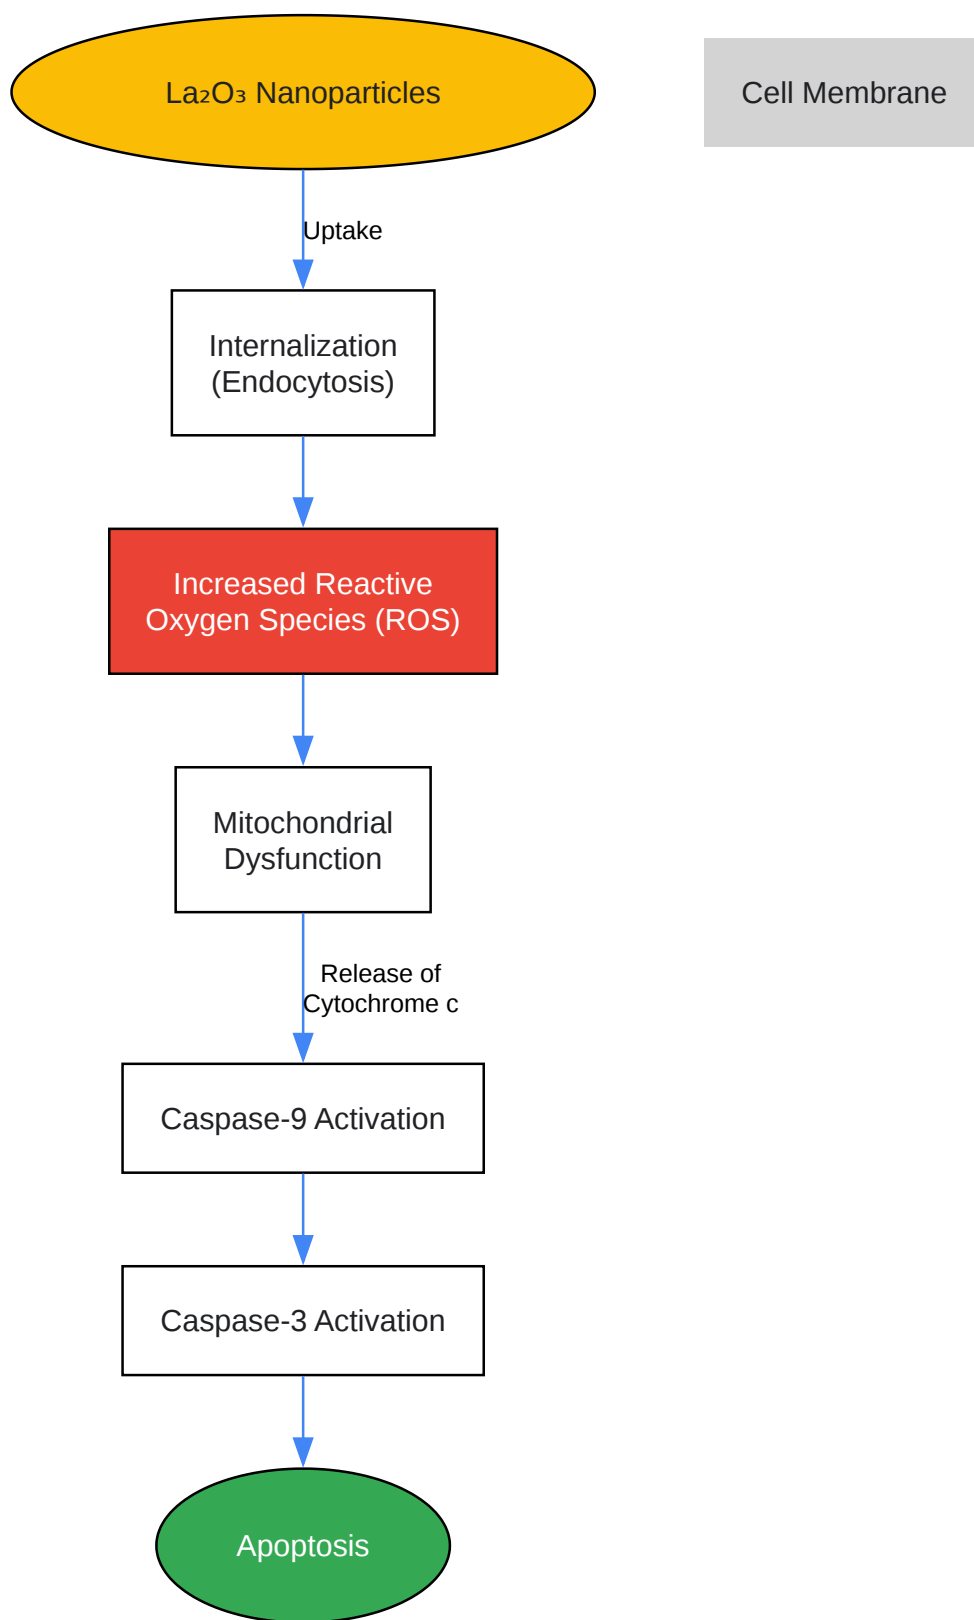 La₂O₃ Nanoparticles
Cell Membrane
Uptake
Internalization
(Endocytosis)
Increased Reactive
Oxygen Species (ROS)
Mitochondrial
Dysfunction
Release of
Cytochrome c
Caspase-9 Activation
Caspase-3 Activation
Apoptosis